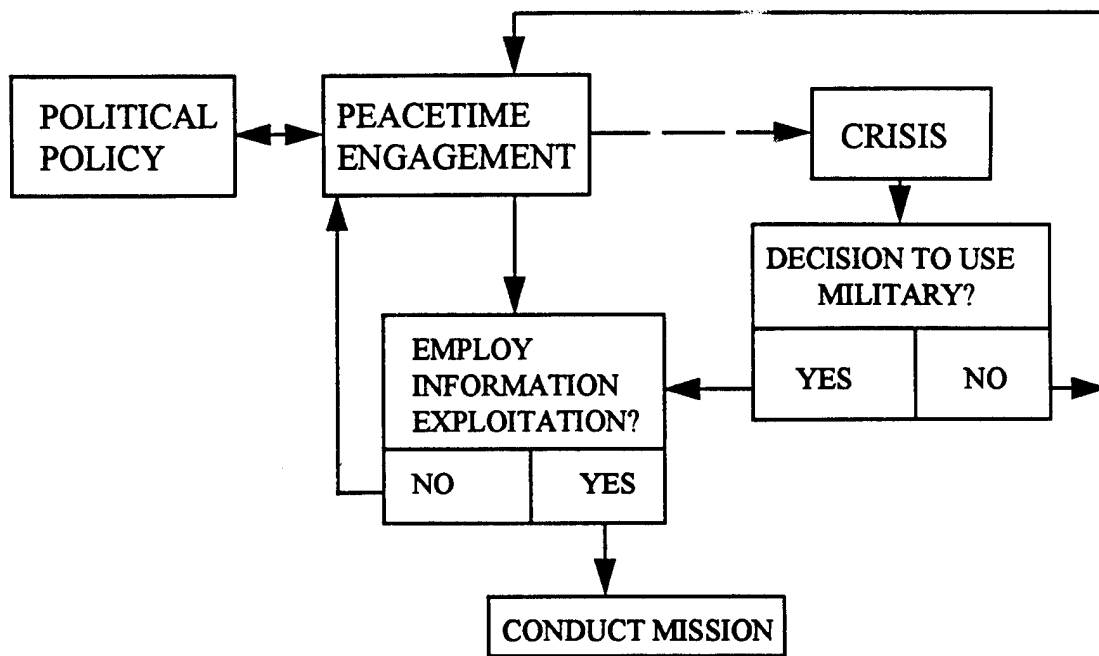 POLITICAL
POLICY
PEACETIME
ENGAGEMENT
CRISIS
DECISION TO USE
MILITARY?
YES
NO
EMPLOY
INFORMATION
EXPLOITATION?
NO
YES
CONDUCT MISSION